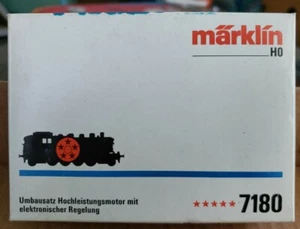 märklin
H0
Umbausatz Hochleistungsmotor mit
elektronischer Regelung
★★★★★ 7180